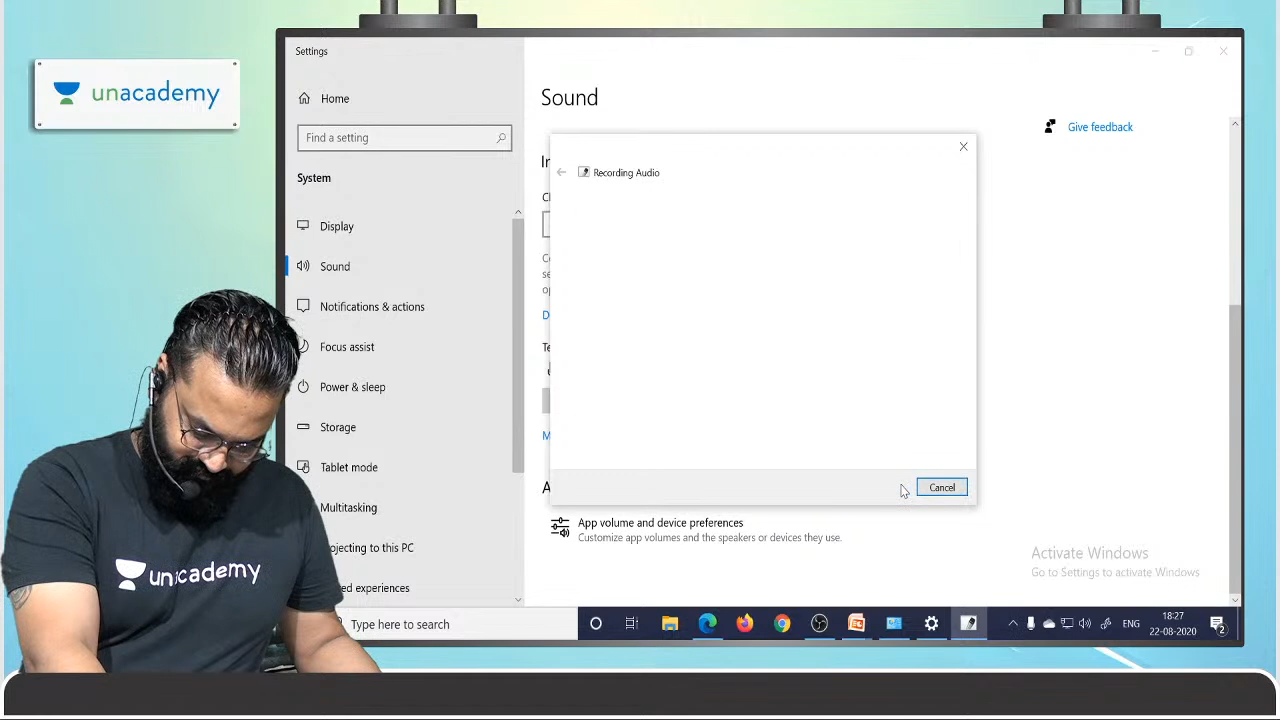 unacademy
Settings
Home
Find a setting
System
Display
Sound
Notifications & actions
Focus assist
Power & sleep
Storage
Tablet mode
Multitasking
ojecting to this PC
ed experiences
Sound
Give feedback
In
Recording Audio
Cancel
App volume and device preferences
Customize app volumes and the speakers or devices they use.
Activate Windows
Go to Settings to activate Windows
Type here to search
ENG
18:27
22-08-2020
2
unacademy